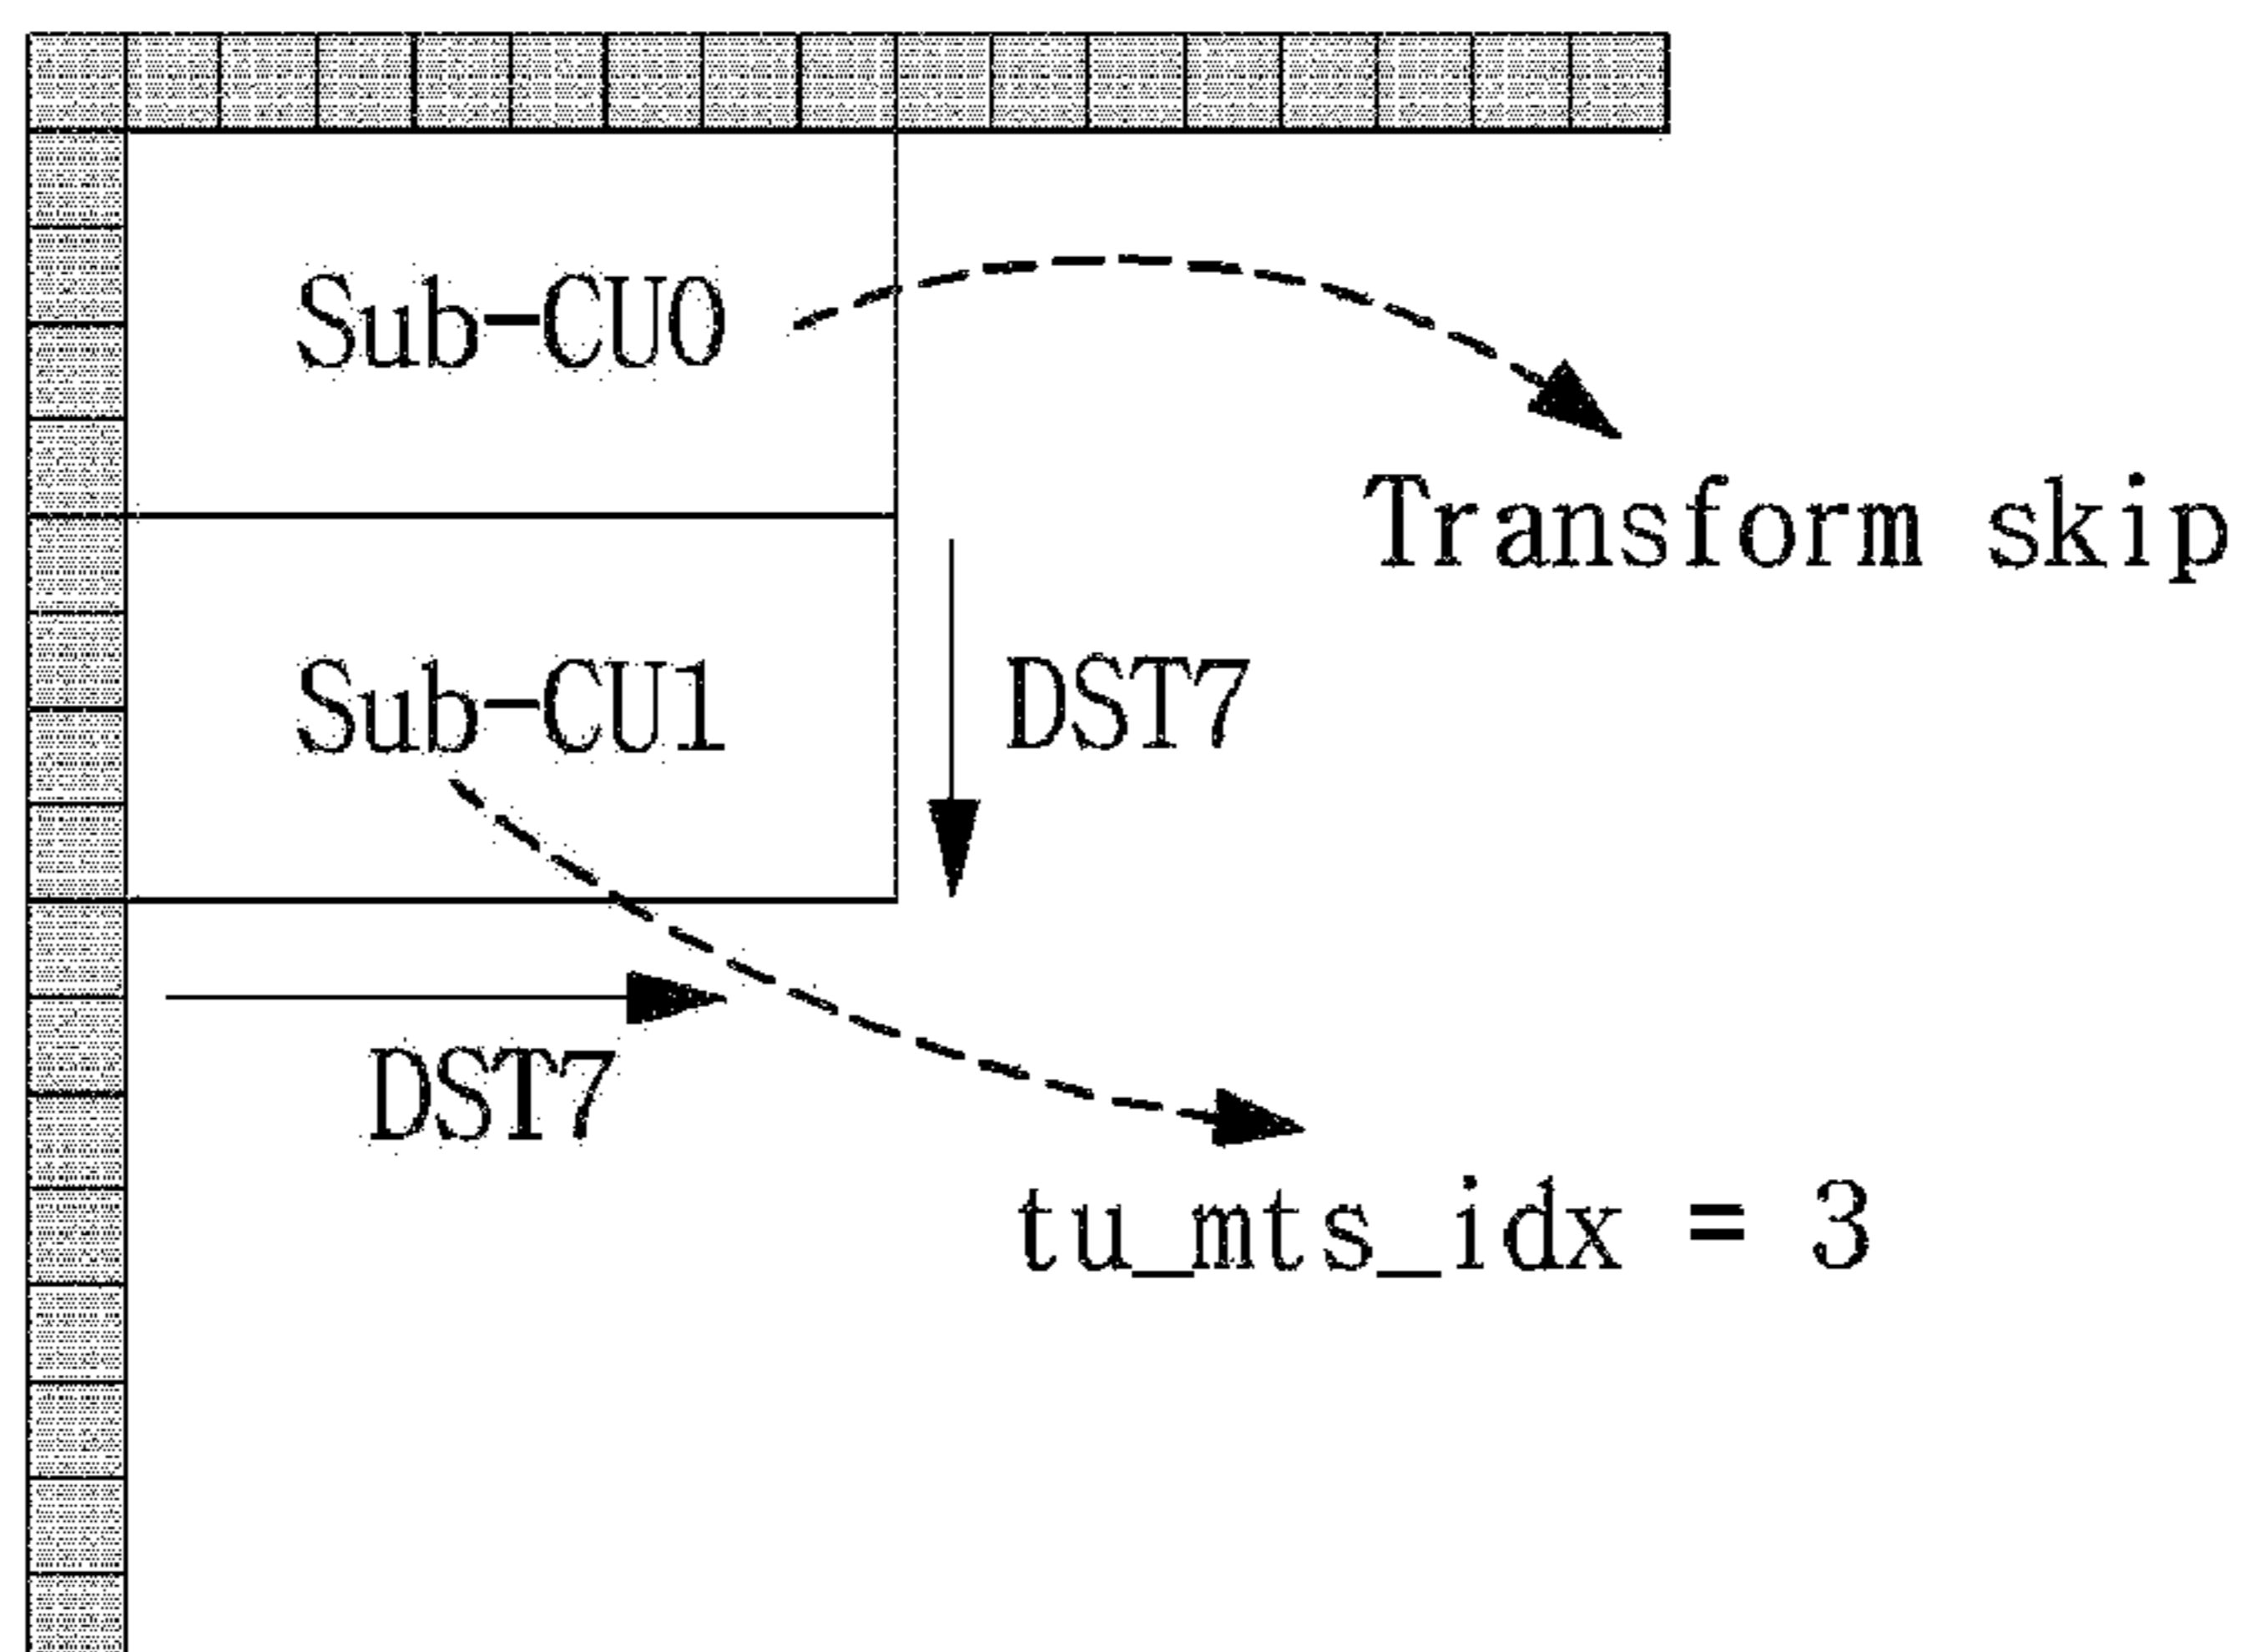 Sub-CU0
Transform skip
Sub-CU1
DST7
DST7
tu_mts_idx = 3